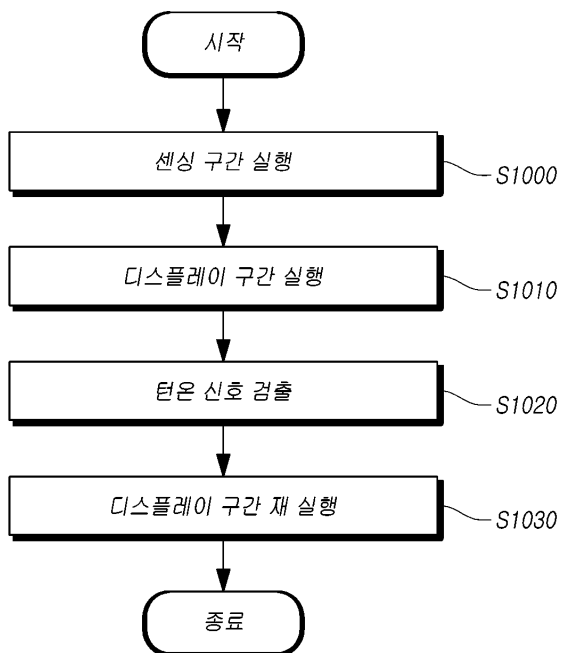 시작
센싱 구간 실행
S1000
디스플레이 구간 실행
S1010
턴온 신호 검출
S1020
디스플레이 구간 재 실행
S1030
종료